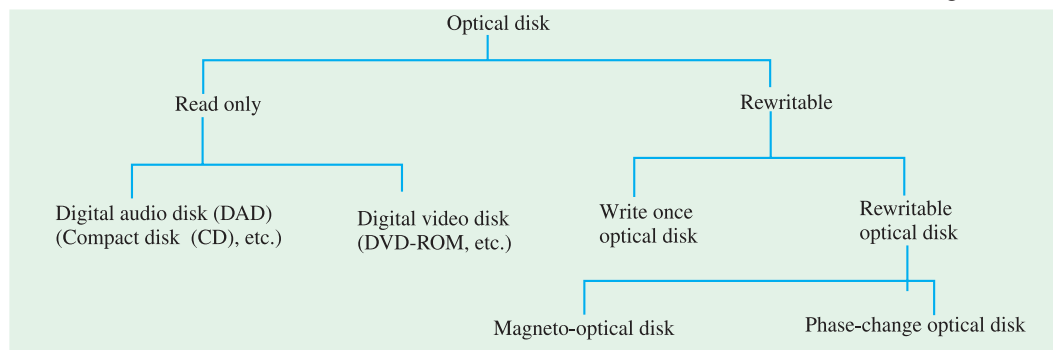 Optical disk
Read only
Rewritable
Digital audio disk (DAD)
(Compact disk (CD), etc.)
Digital video disk
(DVD-ROM, etc.)
Write once
optical disk
Rewritable
optical disk
Magneto-optical disk
Phase-change optical disk